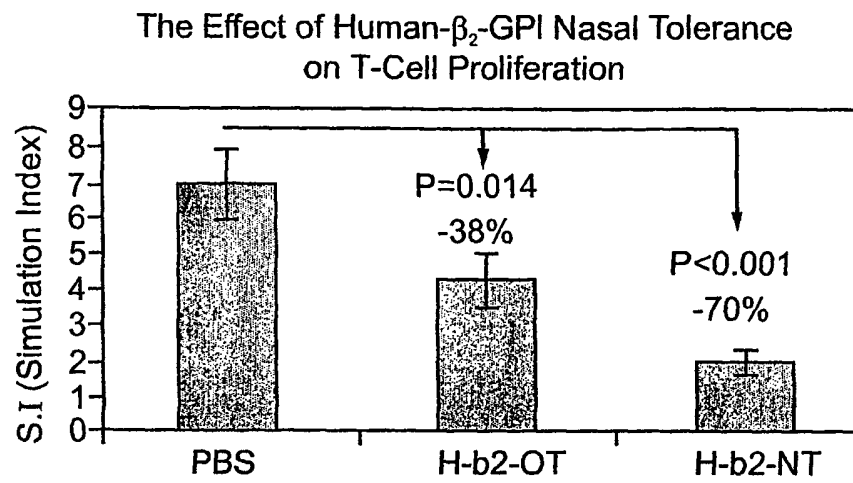 The Effect of Human-β₂-GPI Nasal Tolerance
on T-Cell Proliferation
S.I (Simulation Index)
9
8
7
6
5
4
3
2
1
0
P=0.014
-38%
P<0.001
-70%
PBS
H-b2-OT
H-b2-NT